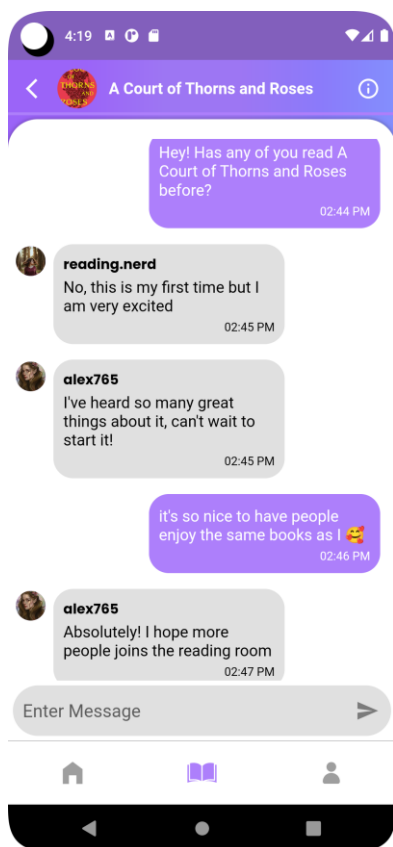 4:19
THORNS
AND
ROSES
A Court of Thorns and Roses
Hey! Has any of you read A
Court of Thorns and Roses
before?
02:44 PM
reading.nerd
No, this is my first time but I
am very excited
02:45 PM
alex765
I've heard so many great
things about it, can't wait to
start it!
02:45 PM
it's so nice to have people
enjoy the same books as I 🥰
02:46 PM
alex765
Absolutely! I hope more
people joins the reading room
02:47 PM
Enter Message